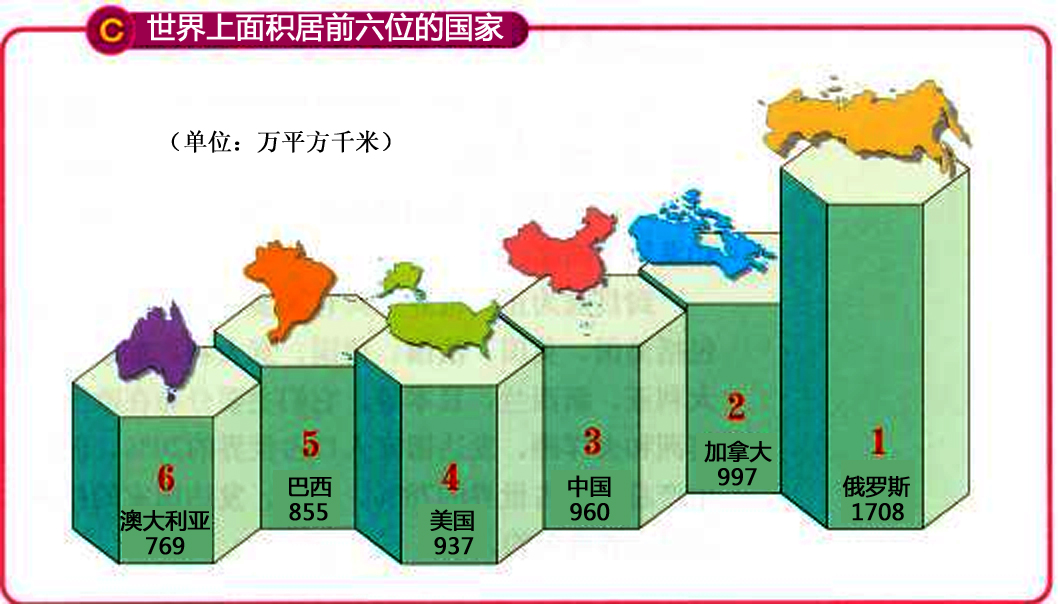 C 世界上面积居前六位的国家
（单位：万平方千米）
6
澳大利亚
769
5
巴西
855
4
美国
937
3
中国
960
2
加拿大
997
1
俄罗斯
1708